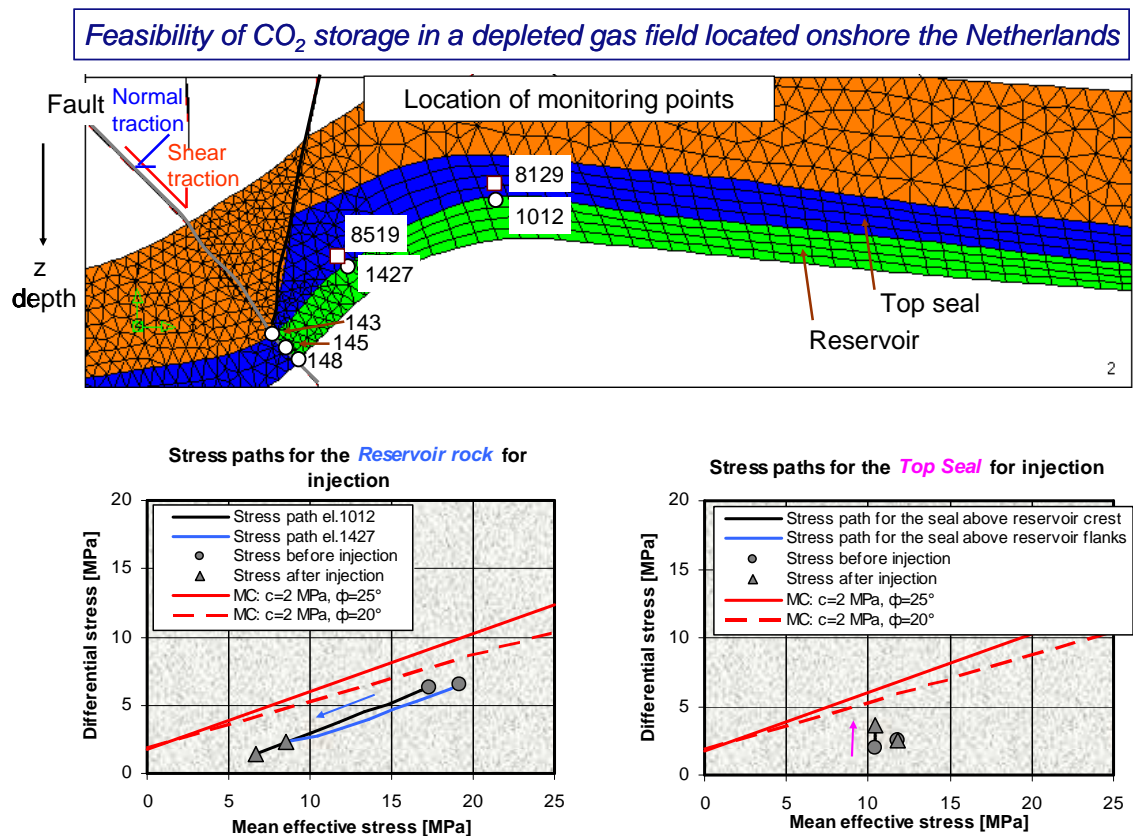 Feasibility of CO2 storage in a depleted gas field located onshore the Netherlands
Location of monitoring points
Fault
Normal
traction
Shear
traction
z
depth
8129
1012
8519
1427
143
145
148
Top seal
Reservoir
2
Stress paths for the Reservoir rock for
injection
Differential stress [MPa]
20
15
10
5
0
Stress path el.1012
Stress path el.1427
Stress before injection
Stress after injection
MC: c=2 MPa, φ=25°
MC: c=2 MPa, φ=20°
0 5 10 15 20 25
Mean effective stress [MPa]
Stress paths for the Top Seal for injection
Differential stress [MPa]
20
15
10
5
0
Stress path for the seal above reservoir crest
Stress path for the seal above reservoir flanks
Stress before injection
Stress after injection
MC: c=2 MPa, φ=25°
MC: c=2 MPa, φ=20°
0 5 10 15 20 25
Mean effective stress [MPa]